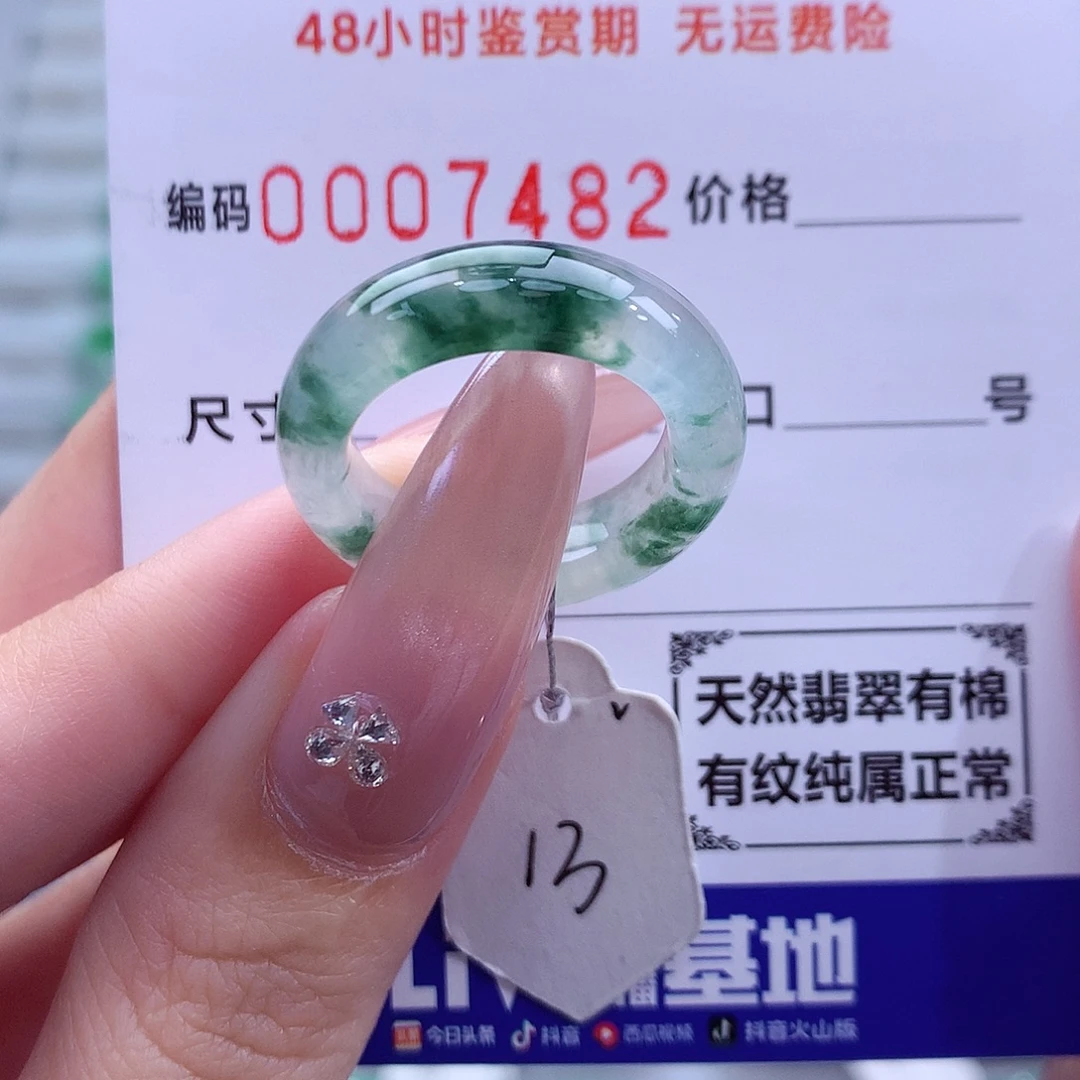 48小时鉴赏期 无运费险
编码0007482价格
尺寸
口 号
天然翡翠有棉
有纹纯属正常
13
基地
今日头条 抖音 西瓜视频 抖音火山版